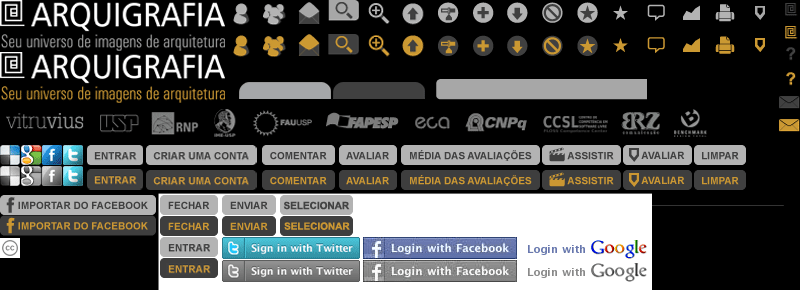 ARQUIGRAFIA
Seu universo de imagens de arquitetura
ARQUIGRAFIA
Seu universo de imagens de arquitetura
?
?
vitruvius USP RNP IME-USP FAUUSP FAPESP eca CNPq CCSL BRZ BENCHMARK
ENTRAR CRIAR UMA CONTA COMENTAR AVALIAR MÉDIA DAS AVALIAÇÕES ASSISTIR AVALIAR LIMPAR
ENTRAR CRIAR UMA CONTA COMENTAR AVALIAR MÉDIA DAS AVALIAÇÕES ASSISTIR AVALIAR LIMPAR
IMPORTAR DO FACEBOOK FECHAR ENVIAR SELECIONAR
IMPORTAR DO FACEBOOK FECHAR ENVIAR SELECIONAR
cc ENTRAR Sign in with Twitter Login with Facebook Login with Google
ENTRAR Sign in with Twitter Login with Facebook Login with Google